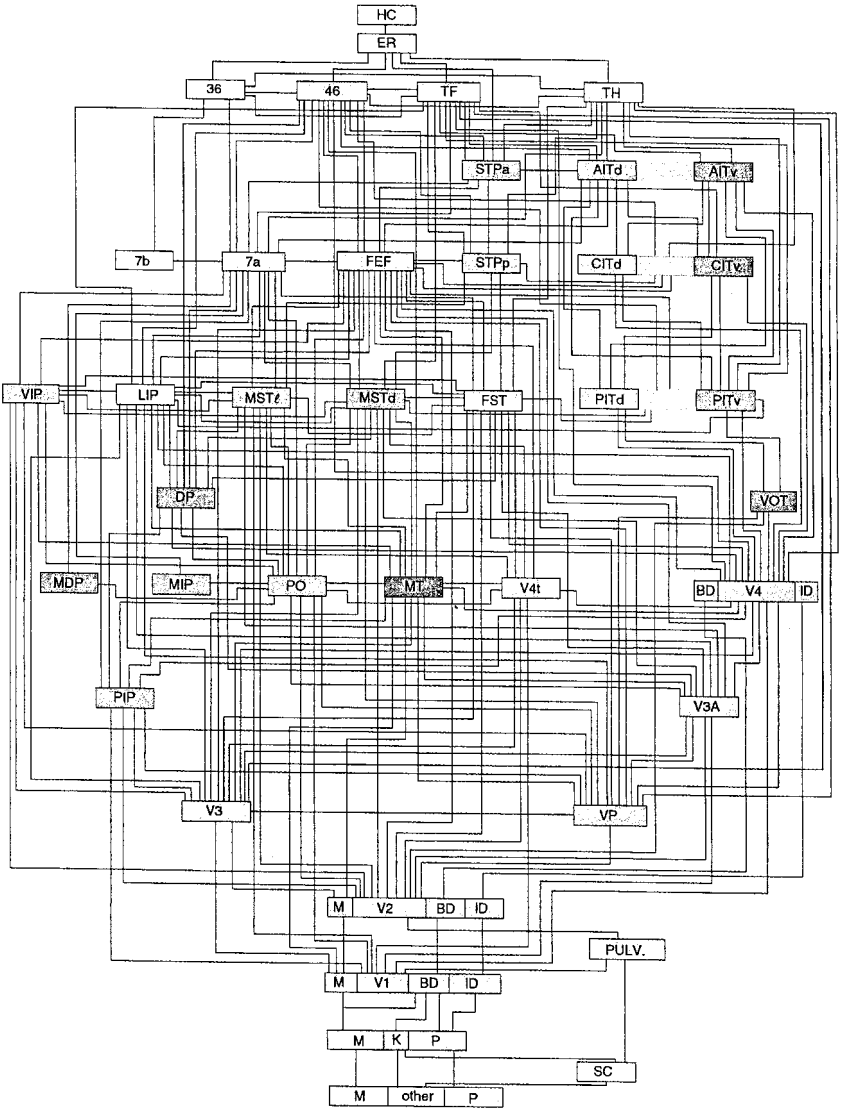 HC
ER
36 46 TF TH
STPa AITd AITv
7b 7a FEF STPp CITd CITv
VIP LIP MSTℓ MSTd FST PITd PITv
DP VOT
MDP MIP PO MT V4t BD V4 ID
PIP V3A
V3 VP
M V2 BD ID
PULV.
M V1 BD ID
M K P
SC
M other P